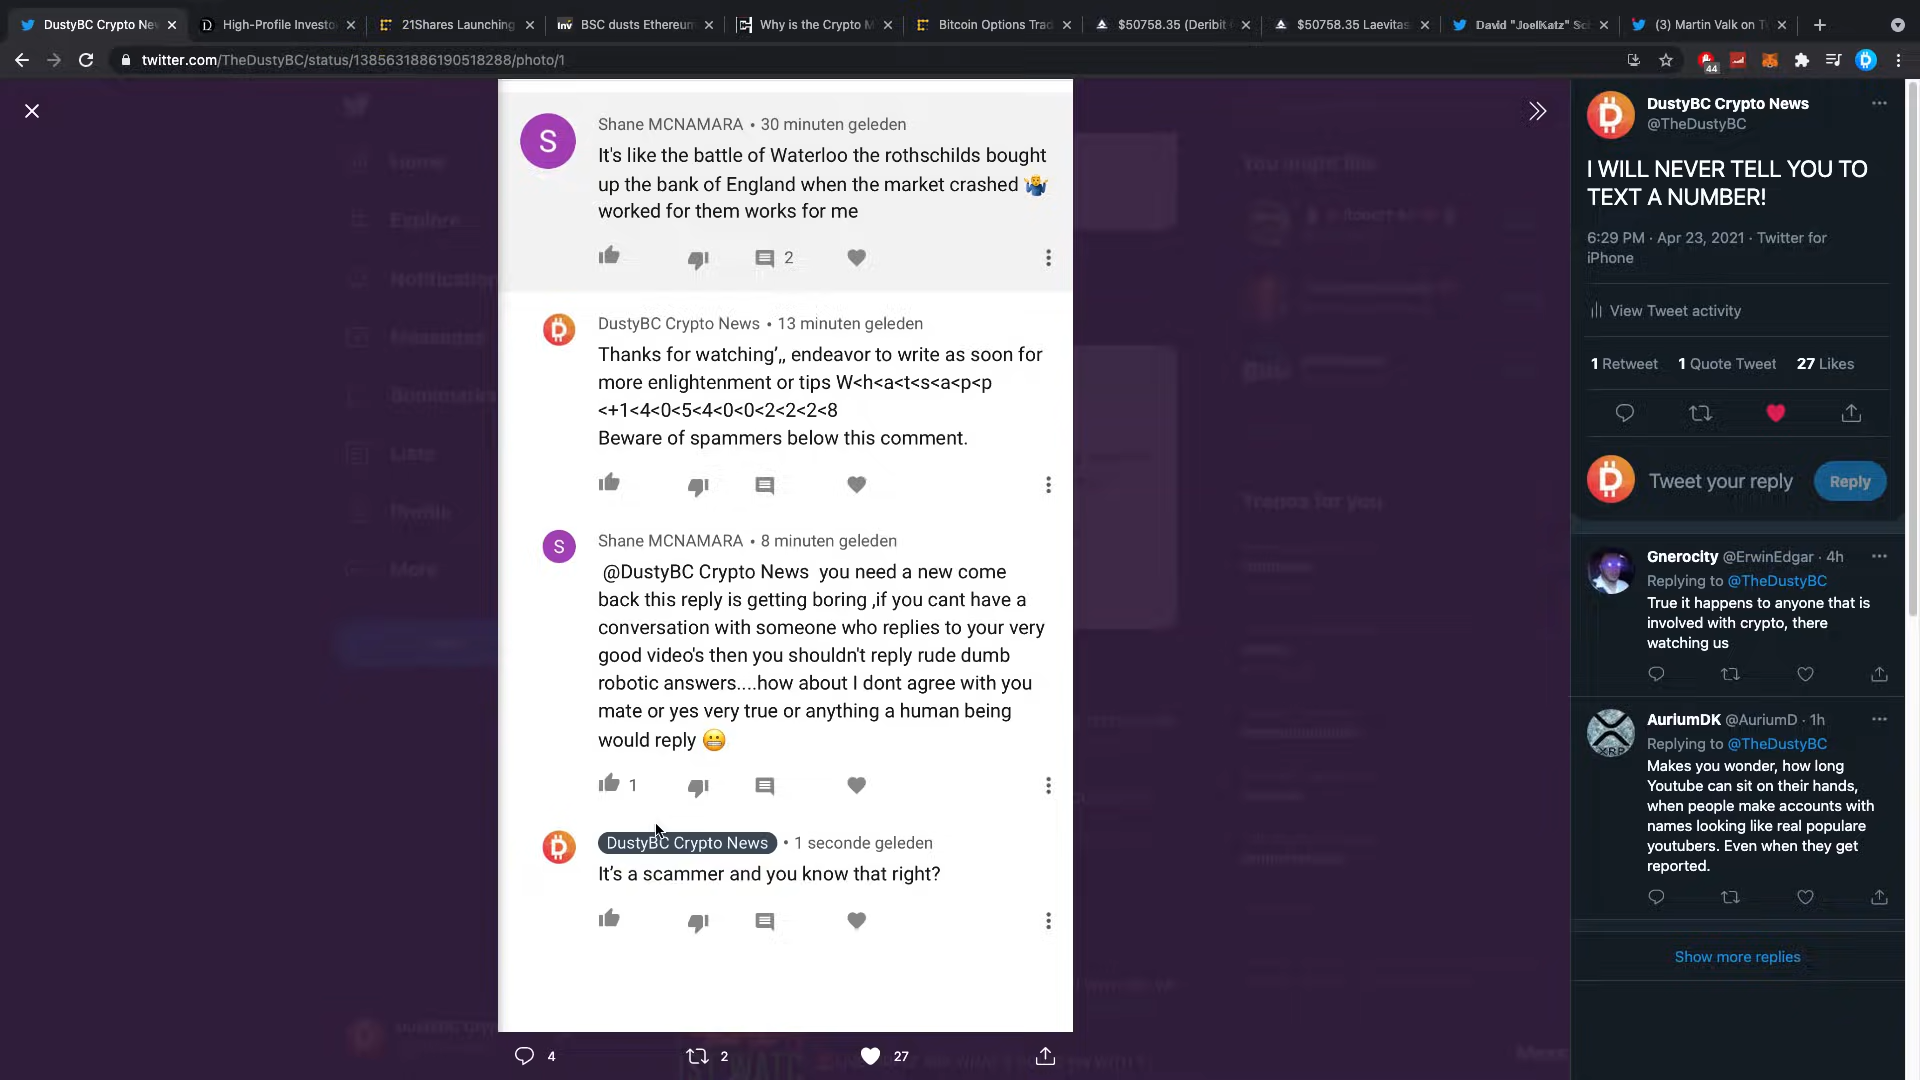 DustyBC Crypto Ne
High-Profile Investo
21Shares Launching
BSC dusts Ethereum
Why is the Crypto M
Bitcoin Options Trad
$50758.35 (Deribit
$50758.35 Laevitas
David "JoelKatz" Sc
(3) Martin Valk on T
twitter.com/TheDustyBC/status/1385631886190518288/photo/1
44
S
Shane MCNAMARA • 30 minuten geleden
It's like the battle of Waterloo the rothschilds bought
up the bank of England when the market crashed 🤷‍♂️
worked for them works for me
2
DustyBC Crypto News • 13 minuten geleden
Thanks for watching’,, endeavor to write as soon for
more enlightenment or tips W<h<a<t<s<a<p<p
<+1<4<0<5<4<0<0<2<2<2<8
Beware of spammers below this comment.
S
Shane MCNAMARA • 8 minuten geleden
@DustyBC Crypto News you need a new come
back this reply is getting boring ,if you cant have a
conversation with someone who replies to your very
good video's then you shouldn't reply rude dumb
robotic answers....how about I dont agree with you
mate or yes very true or anything a human being
would reply 😬
1
DustyBC Crypto News • 1 seconde geleden
It’s a scammer and you know that right?
4
2
27
DustyBC Crypto News
@TheDustyBC
I WILL NEVER TELL YOU TO
TEXT A NUMBER!
6:29 PM · Apr 23, 2021 · Twitter for
iPhone
View Tweet activity
1 Retweet 1 Quote Tweet 27 Likes
Tweet your reply
Reply
Gnerocity @ErwinEdgar · 4h
Replying to @TheDustyBC
True it happens to anyone that is
involved with crypto, there
watching us
AuriumDK @AuriumD · 1h
Replying to @TheDustyBC
Makes you wonder, how long
Youtube can sit on their hands,
when people make accounts with
names looking like real populare
youtubers. Even when they get
reported.
XRP
Show more replies
Home
Explore
Lists
More
You might like
Trends for you